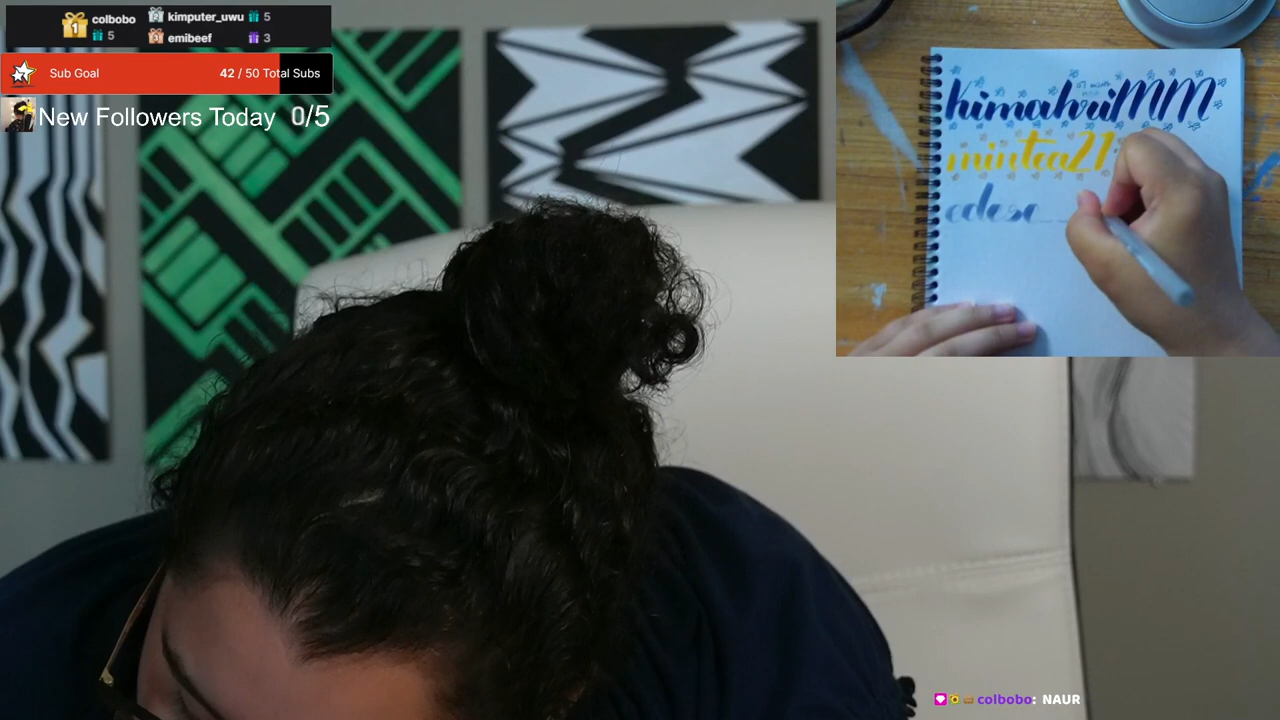 colbobo
5
kimputer_uwu 5
emibeef 3
Sub Goal 42 / 50 Total Subs
New Followers Today 0/5
mintea21
colbobo: NAUR